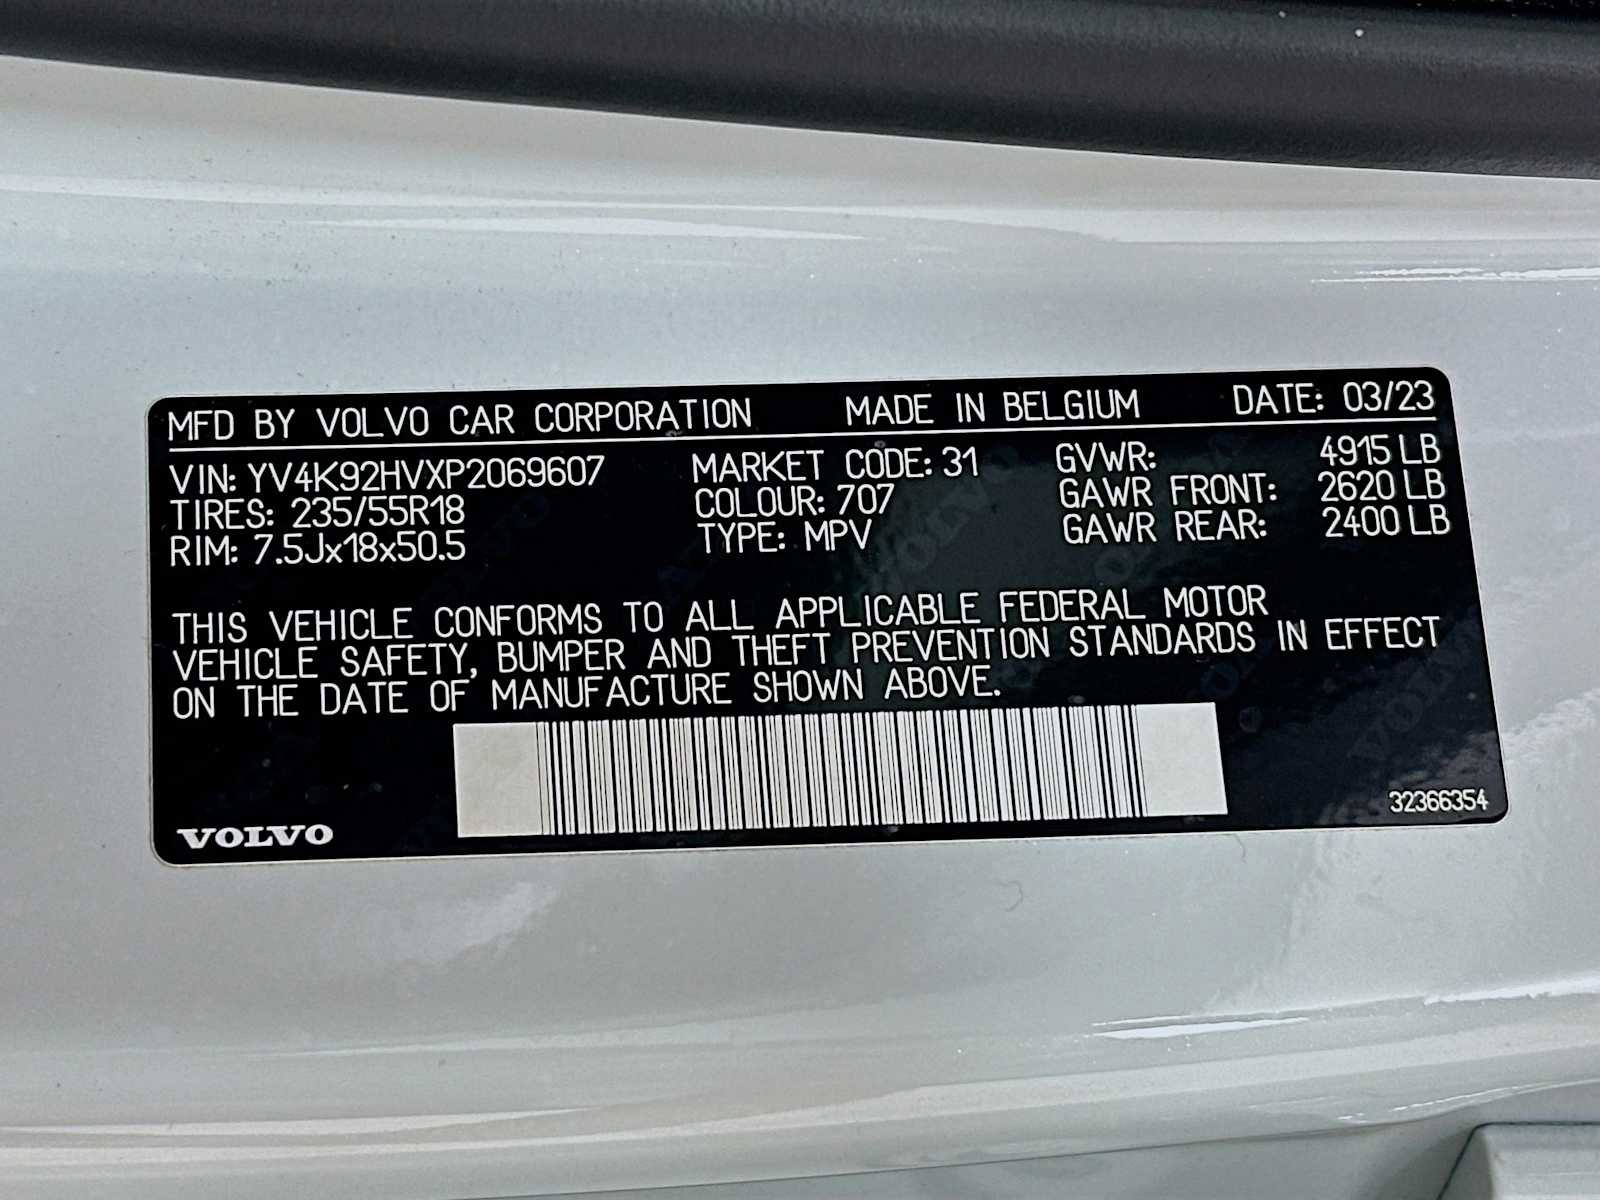 MFD BY VOLVO CAR CORPORATION MADE IN BELGIUM DATE: 03/23
VIN: YV4K92HVXP2069607 MARKET CODE: 31 GVWR: 4915 LB
TIRES: 235/55R18 COLOUR: 707 GAWR FRONT: 2620 LB
RIM: 7.5Jx18x50.5 TYPE: MPV GAWR REAR: 2400 LB
THIS VEHICLE CONFORMS TO ALL APPLICABLE FEDERAL MOTOR
VEHICLE SAFETY, BUMPER AND THEFT PREVENTION STANDARDS IN EFFECT
ON THE DATE OF MANUFACTURE SHOWN ABOVE.
32366354
VOLVO